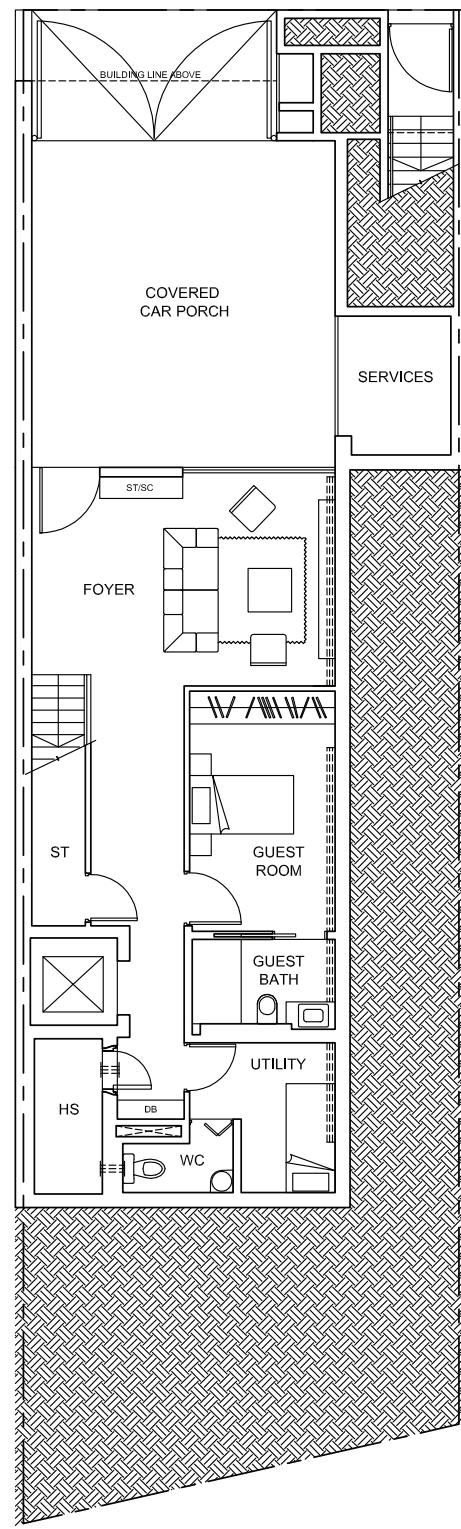 BUILDING LINE ABOVE
COVERED
CAR PORCH
SERVICES
ST/SC
FOYER
ST
GUEST
ROOM
GUEST
BATH
UTILITY
HS
DB
WC